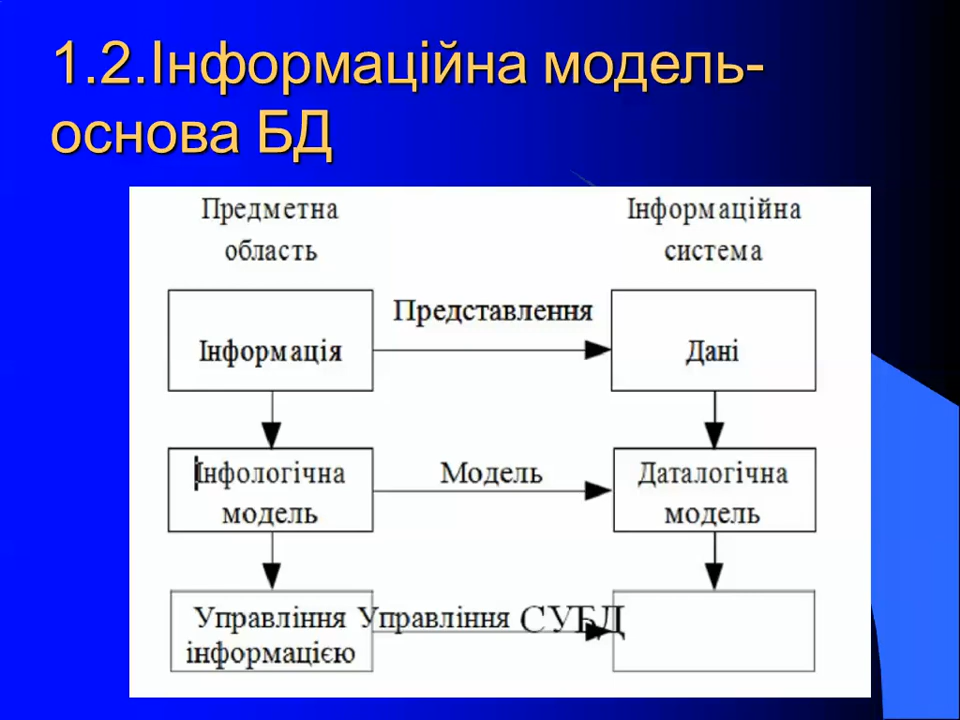 1.2.Інформаційна модель-
основа БД
Предметна
область
Інформаційна
система
Представлення
Інформація
Дані
Інфологічна
модель
Модель
Даталогічна
модель
Управління
інформацією
Управління СУБД